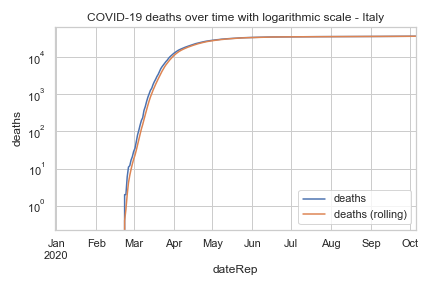 COVID-19 deaths over time with logarithmic scale - Italy
deaths
10⁴
10³
10²
10¹
10⁰
Jan Feb Mar Apr May Jun Jul Aug Sep Oct
2020
dateRep
deaths
deaths (rolling)